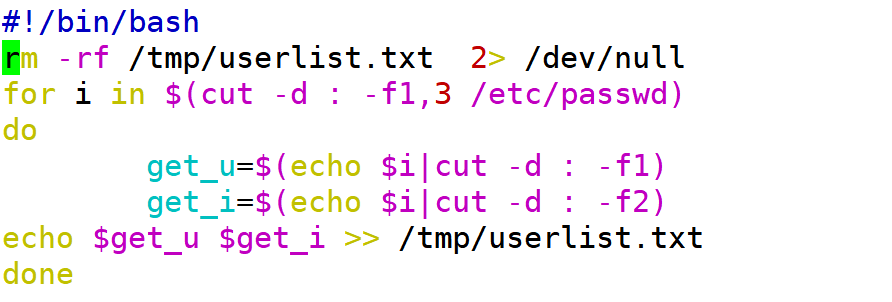 #!/bin/bash
rm -rf /tmp/userlist.txt  2> /dev/null
for i in $(cut -d : -f1,3 /etc/passwd)
do
        get_u=$(echo $i|cut -d : -f1)
        get_i=$(echo $i|cut -d : -f2)
echo $get_u $get_i >> /tmp/userlist.txt
done